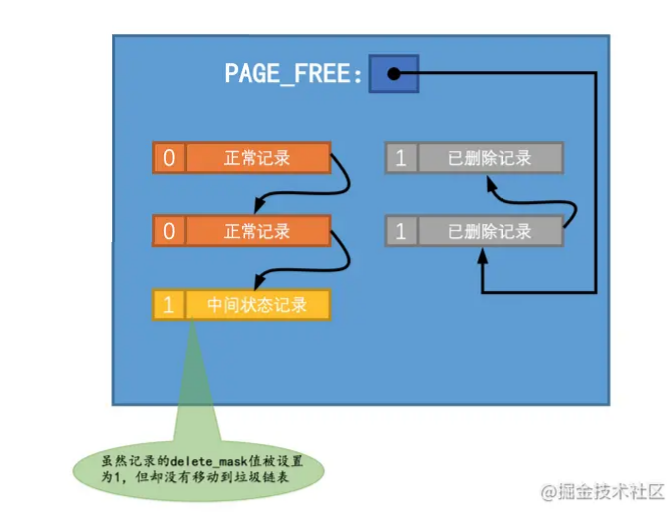 PAGE_FREE:
0 正常记录
1 已删除记录
0 正常记录
1 已删除记录
1 中间状态记录
虽然记录的delete_mask值被设置
为1, 但却没有移动到垃圾链表
@掘金技术社区